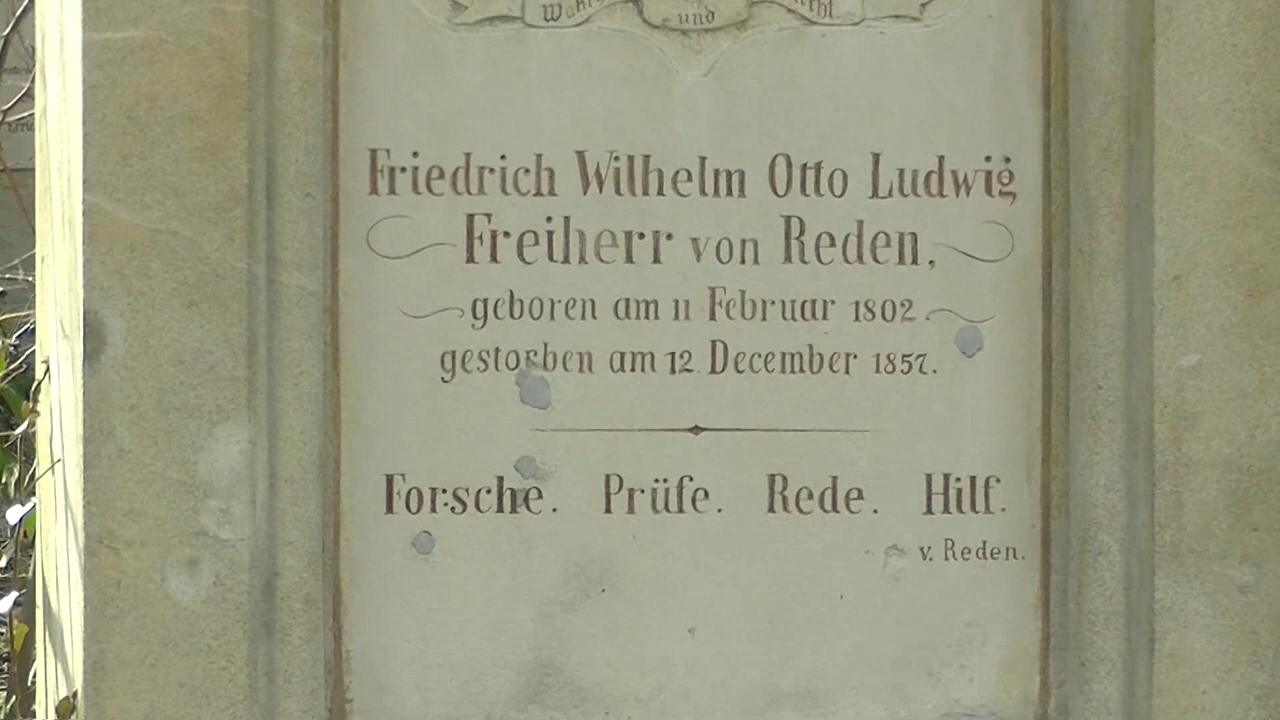 und
Friedrich Wilhelm Otto Ludwig
Freiherr von Reden,
geboren am 11 Februar 1802.
gestorben am 12. December 1857.
Forsche. Prüfe. Rede. Hilf.
v. Reden.